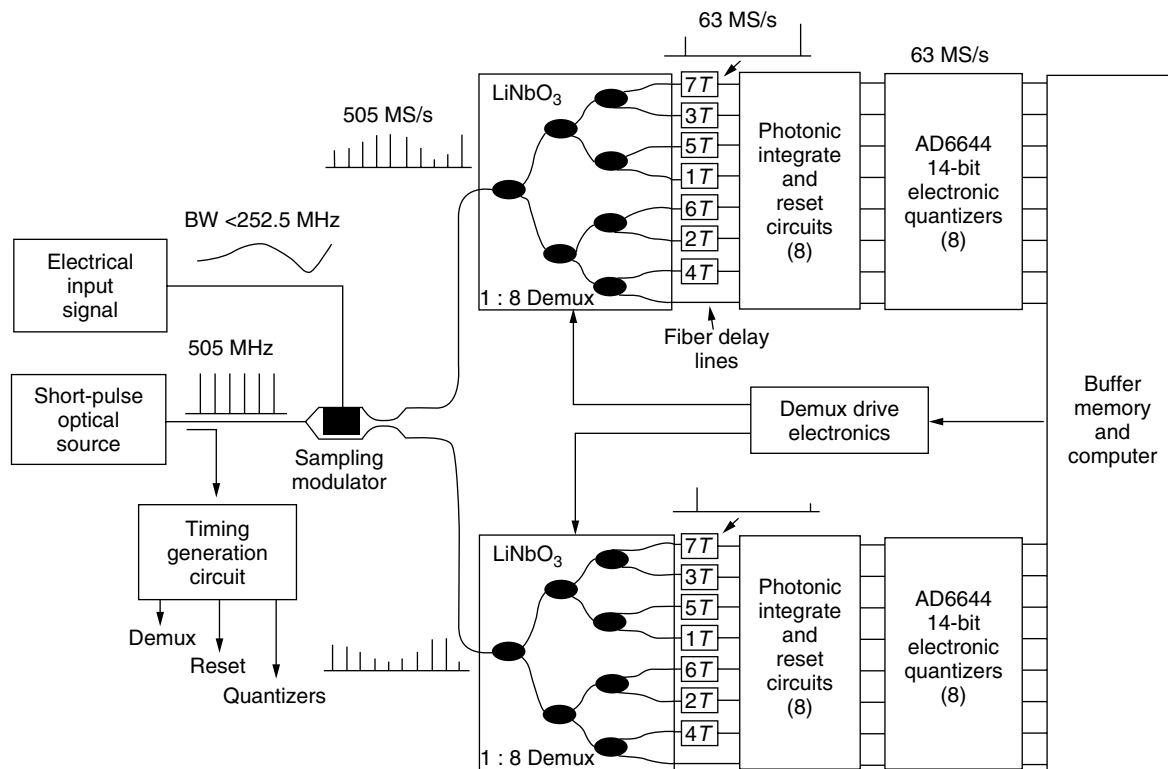 63 MS/s
63 MS/s
505 MS/s
LiNbO3
7T
3T
5T
1T
6T
2T
4T
Photonic
integrate
and
reset
circuits
(8)
AD6644
14-bit
electronic
quantizers
(8)
BW <252.5 MHz
Electrical
input
signal
1 : 8 Demux
Fiber delay
lines
505 MHz
Short-pulse
optical
source
Sampling
modulator
Demux drive
electronics
Buffer
memory
and
computer
Timing
generation
circuit
Demux
Reset
Quantizers
LiNbO3
7T
3T
5T
1T
6T
2T
4T
Photonic
integrate
and
reset
circuits
(8)
AD6644
14-bit
electronic
quantizers
(8)
1 : 8 Demux